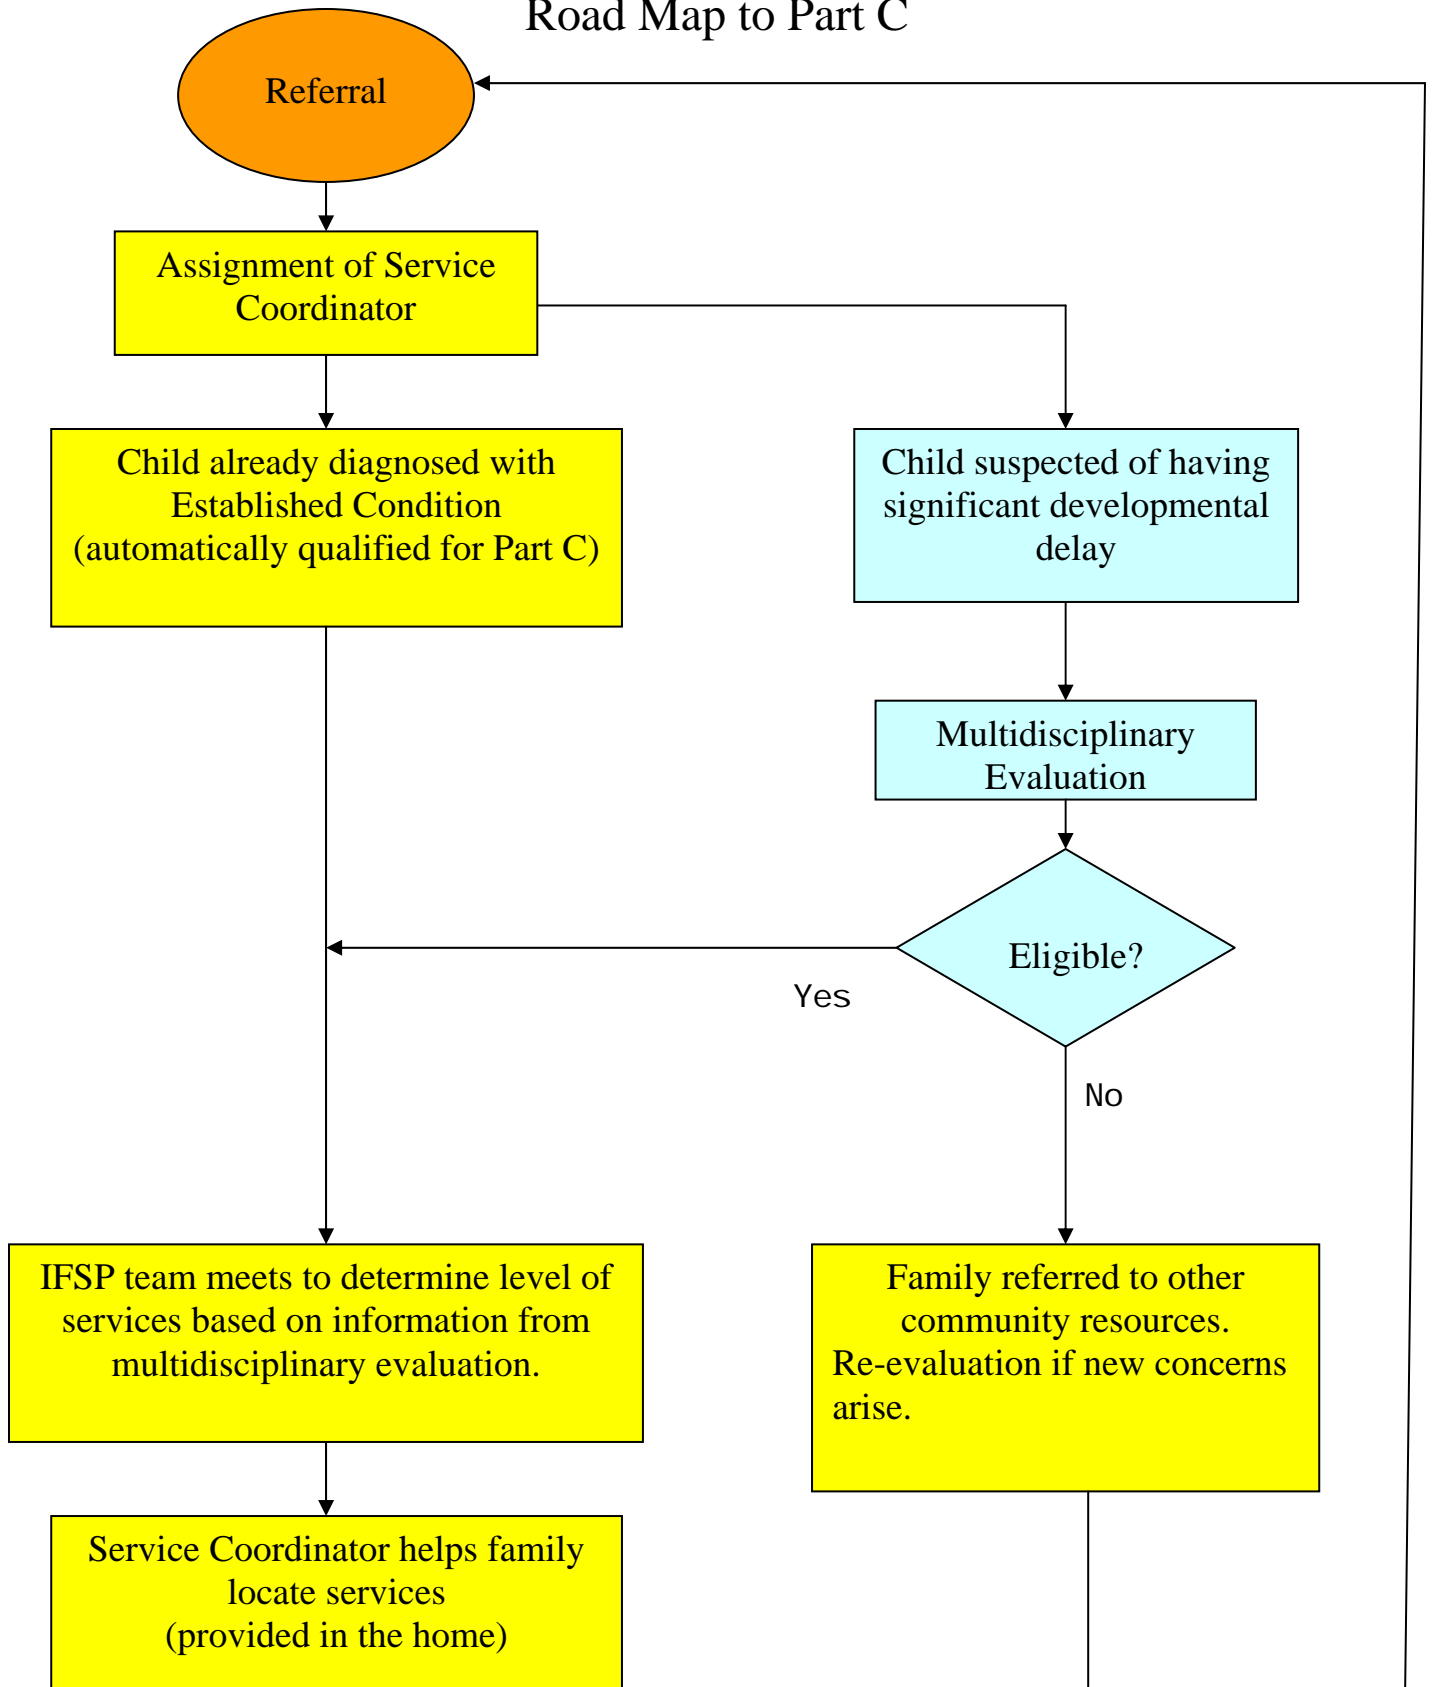 Road Map to Part C
Referral
Assignment of Service
Coordinator
Child already diagnosed with
Established Condition
(automatically qualified for Part C)
Child suspected of having
significant developmental
delay
Multidisciplinary
Evaluation
Eligible?
Yes
No
IFSP team meets to determine level of
services based on information from
multidisciplinary evaluation.
Family referred to other
community resources.
Re-evaluation if new concerns
arise.
Service Coordinator helps family
locate services
(provided in the home)